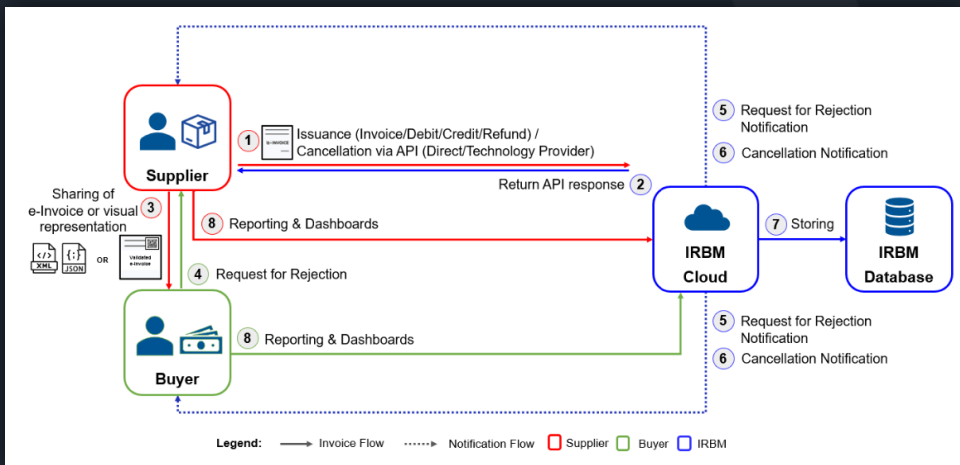 5
Request for Rejection
Notification
6
Cancellation Notification
1
E-INVOICE
Issuance (Invoice/Debit/Credit/Refund) /
Cancellation via API (Direct/Technology Provider)
Supplier
Return API response
2
Sharing of
e-Invoice or visual
representation
3
8
Reporting & Dashboards
7
Storing
</>
XML
{;}
JSON
OR
Validated
e-Invoice
IRBM
Cloud
IRBM
Database
4
Request for Rejection
5
Request for Rejection
Notification
8
Reporting & Dashboards
6
Cancellation Notification
Buyer
Legend:
Invoice Flow
Notification Flow
Supplier
Buyer
IRBM